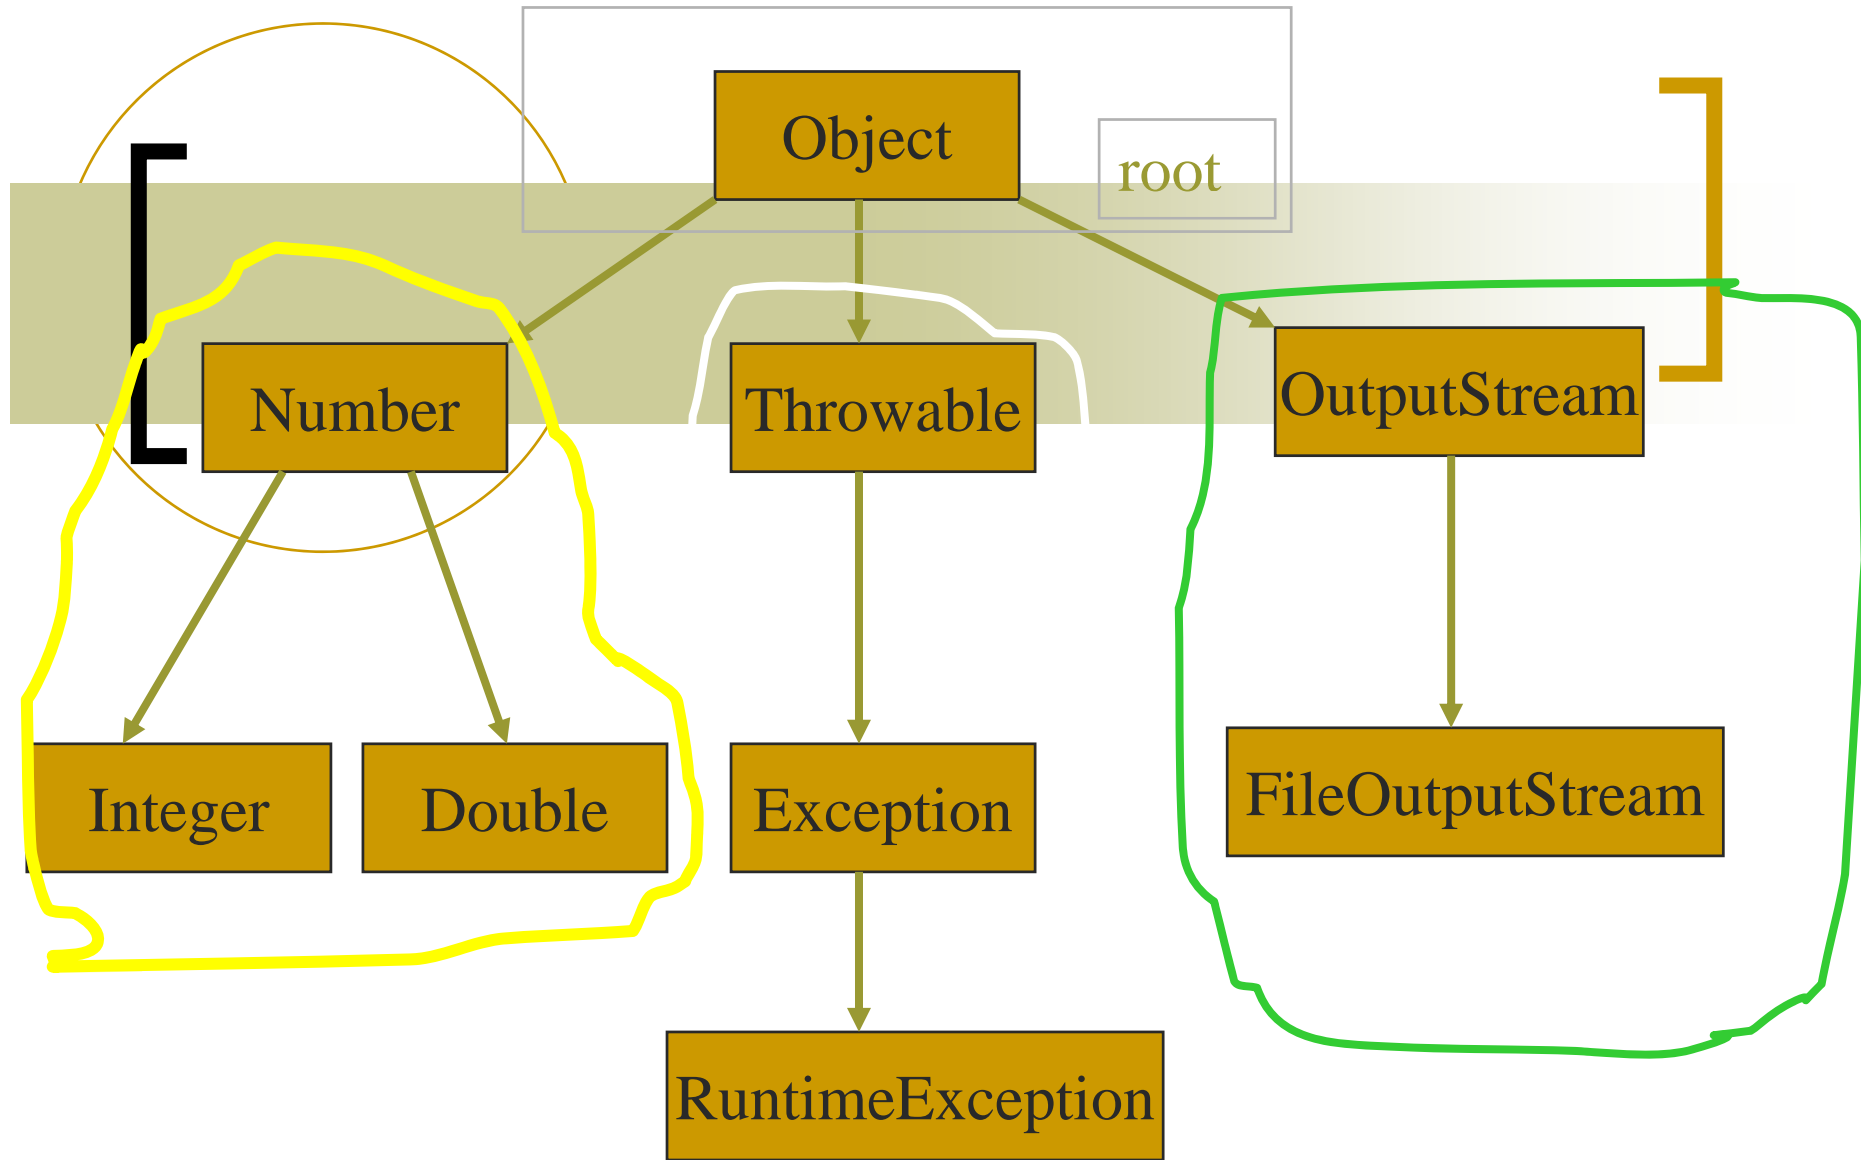 Object
root
Number
Throwable
OutputStream
Integer
Double
Exception
FileOutputStream
RuntimeException